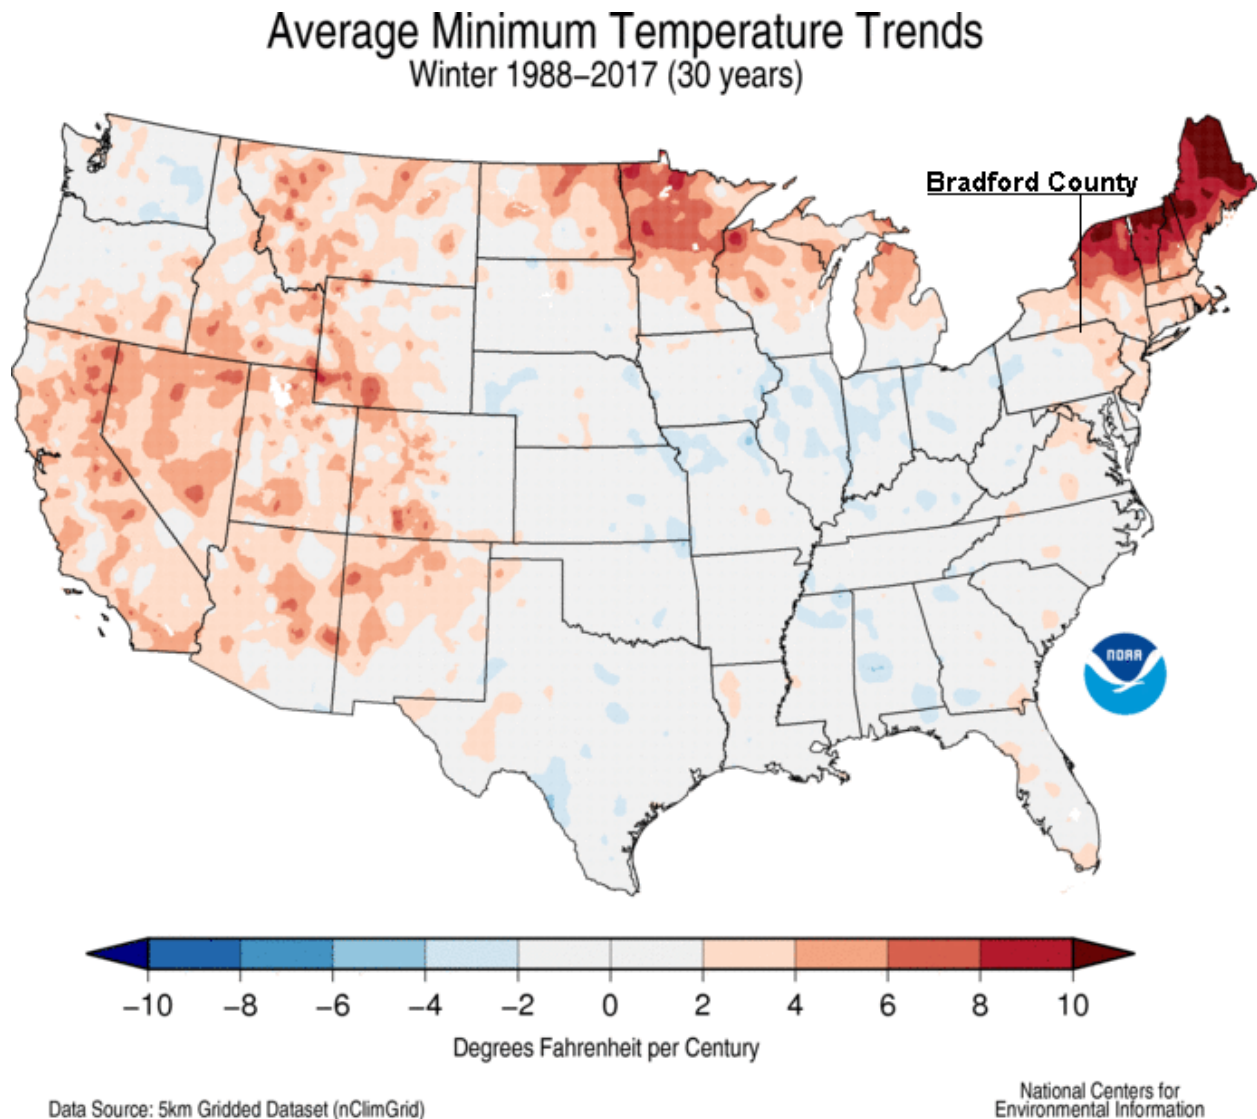 Average Minimum Temperature Trends
Winter 1988–2017 (30 years)
Bradford County
NOAA
−10 −8 −6 −4 −2 0 2 4 6 8 10
Degrees Fahrenheit per Century
Data Source: 5km Gridded Dataset (nClimGrid)
National Centers for
Environmental Information